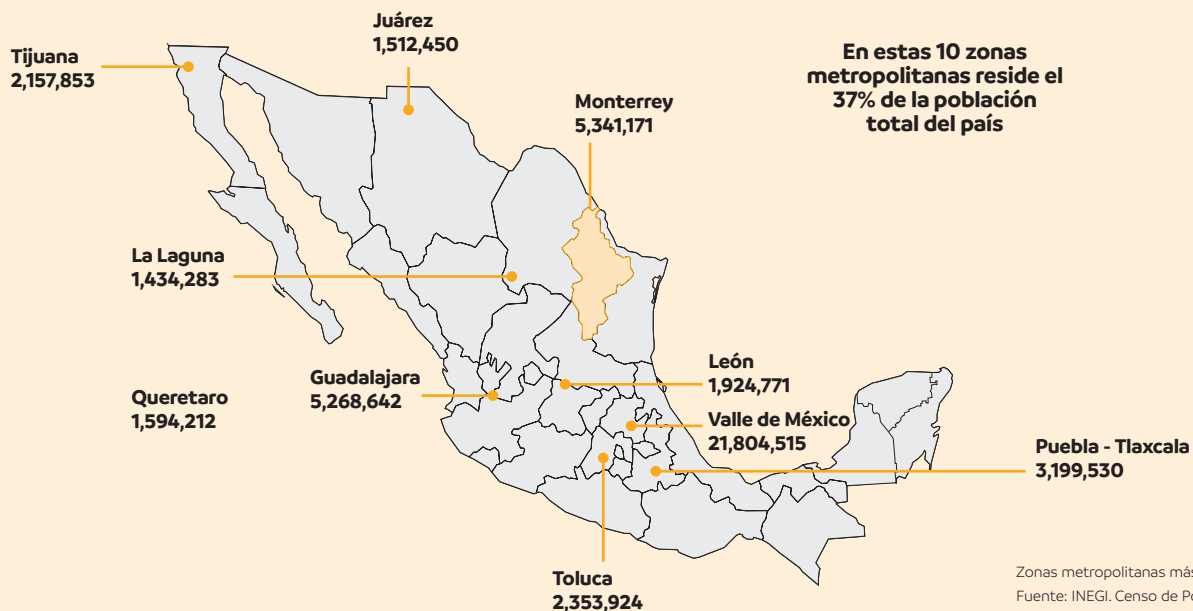 Juárez
1,512,450
Tijuana
2,157,853
En estas 10 zonas
metropolitanas reside el
37% de la población
total del país
Monterrey
5,341,171
La Laguna
1,434,283
Guadalajara
5,268,642
León
1,924,771
Queretaro
1,594,212
Valle de México
21,804,515
Puebla - Tlaxcala
3,199,530
Toluca
2,353,924
Zonas metropolitanas más
Fuente: INEGI. Censo de